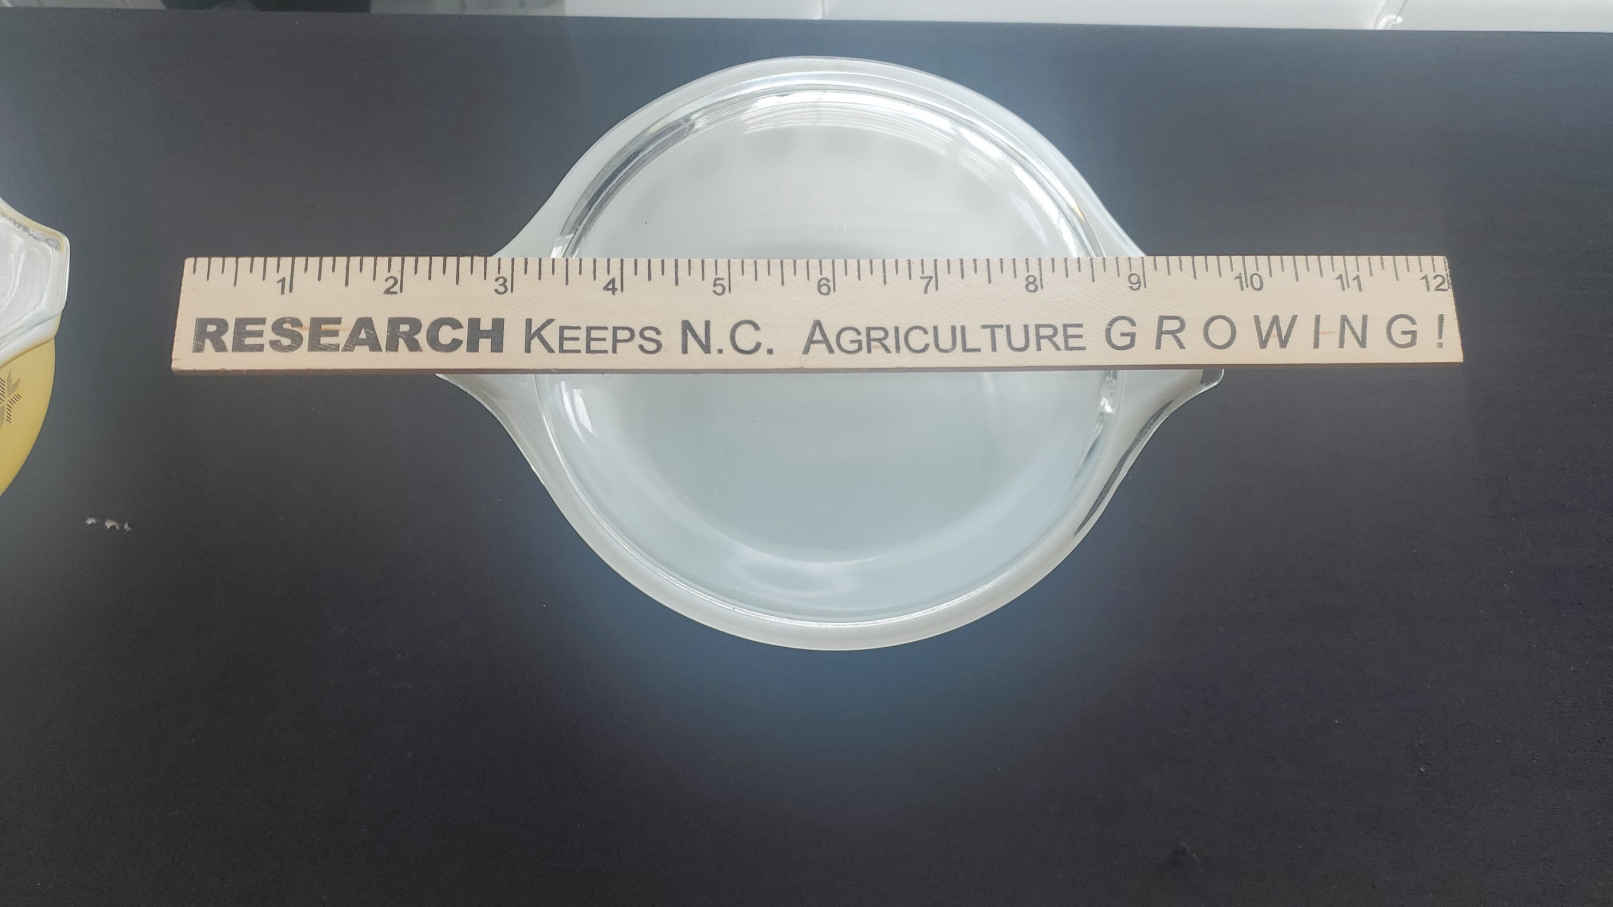 1 2 3 4 5 6 7 8 9 10 11 12
RESEARCH KEEPS N.C. AGRICULTURE GROWING!